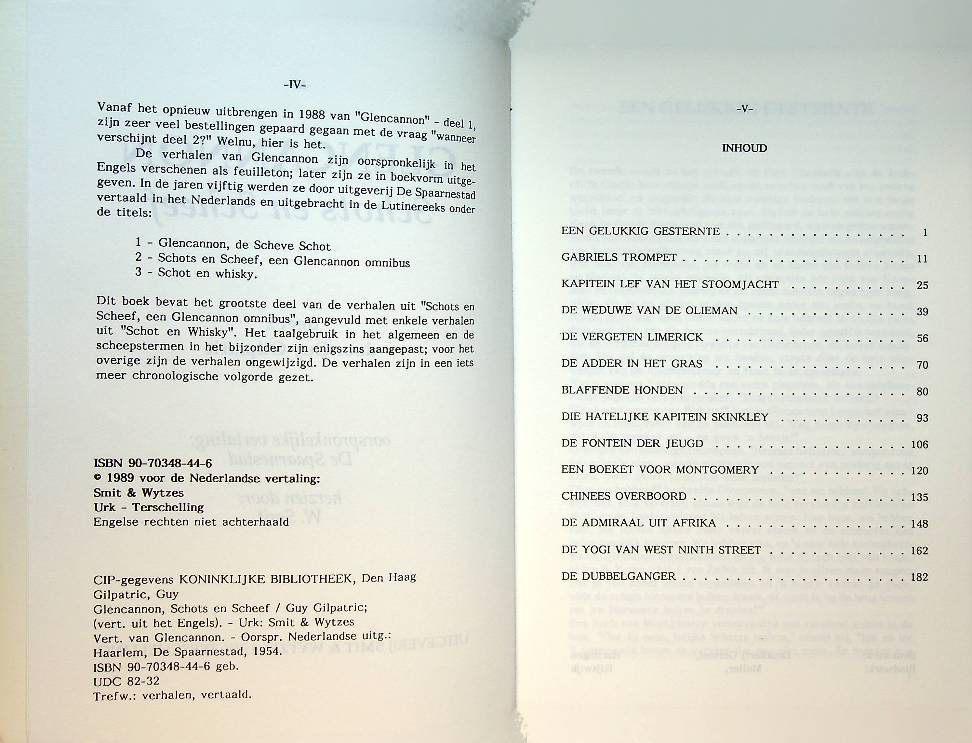 -IV-
Vanaf het opnieuw uitbrengen in 1988 van "Glencannon" - deel 1,
zijn zeer veel bestellingen gepaard gegaan met de vraag "wanneer
verschijnt deel 2?" Welnu, hier is het.
De verhalen van Glencannon zijn oorspronkelijk in het
Engels verschenen als feuilleton; later zijn ze in boekvorm uitge-
geven. In de jaren vijftig werden ze door uitgeverij De Spaarnestad
vertaald in het Nederlands en uitgebracht in de Lutinereeks onder
de titels:
1 - Glencannon, de Scheve Schot
2 - Schots en Scheef, een Glencannon omnibus
3 - Schot en whisky.
Dit boek bevat het grootste deel van de verhalen uit "Schots en
Scheef, een Glencannon omnibus", aangevuld met enkele verhalen
uit "Schot en Whisky". Het taalgebruik in het algemeen en de
scheepstermen in het bijzonder zijn enigszins aangepast; voor het
overige zijn de verhalen ongewijzigd. De verhalen zijn in een iets
meer chronologische volgorde gezet.
ISBN 90-70348-44-6
© 1989 voor de Nederlandse vertaling:
Smit & Wytzes
Urk - Terschelling
Engelse rechten niet achterhaald
CIP-gegevens KONINKLIJKE BIBLIOTHEEK, Den Haag
Gilpatric, Guy
Glencannon, Schots en Scheef / Guy Gilpatric;
(vert. uit het Engels). - Urk: Smit & Wytzes
Vert. van Glencannon. - Oorspr. Nederlandse uitg.:
Haarlem, De Spaarnestad, 1954.
ISBN 90-70348-44-6 geb.
UDC 82-32
Trefw.: verhalen, vertaald.
-V-
INHOUD
EEN GELUKKIG GESTERNTE . . . . . . . . . . . . . . . . . 1
GABRIELS TROMPET . . . . . . . . . . . . . . . . . . . . . 11
KAPITEIN LEF VAN HET STOOMJACHT . . . . . . . . . . . 25
DE WEDUWE VAN DE OLIEMAN . . . . . . . . . . . . . . . 39
DE VERGETEN LIMERICK . . . . . . . . . . . . . . . . . . 56
DE ADDER IN HET GRAS . . . . . . . . . . . . . . . . . . 70
BLAFFENDE HONDEN . . . . . . . . . . . . . . . . . . . . 80
DIE HATELIJKE KAPITEIN SKINKLEY . . . . . . . . . . . . 93
DE FONTEIN DER JEUGD . . . . . . . . . . . . . . . . . . 106
EEN BOEKET VOOR MONTGOMERY . . . . . . . . . . . . . 120
CHINEES OVERBOORD . . . . . . . . . . . . . . . . . . . . 135
DE ADMIRAAL UIT AFRIKA . . . . . . . . . . . . . . . . . 148
DE YOGI VAN WEST NINTH STREET . . . . . . . . . . . . . 162
DE DUBBELGANGER . . . . . . . . . . . . . . . . . . . . . 182